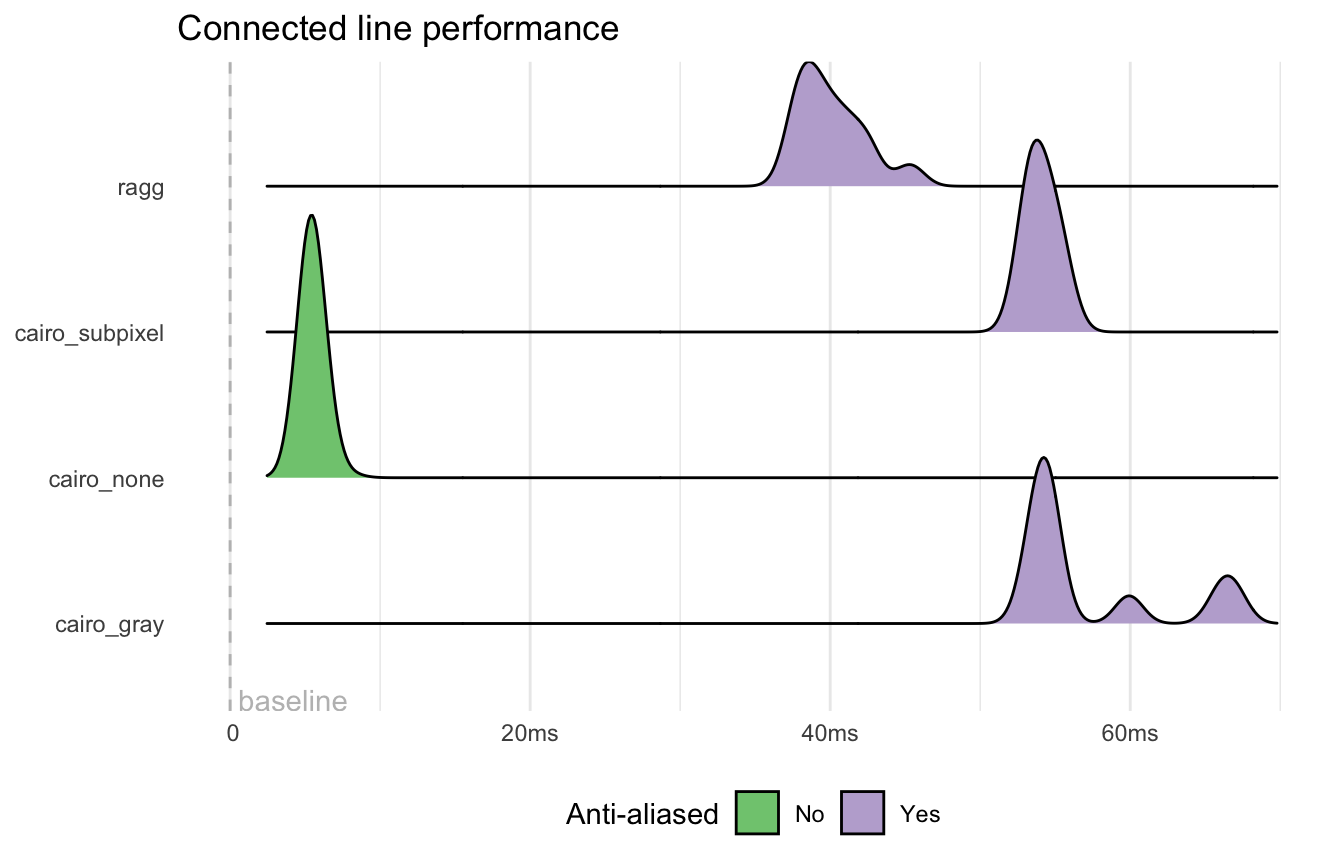 Connected line performance
ragg
cairo_subpixel
cairo_none
cairo_gray
baseline
0 20ms 40ms 60ms
Anti-aliased No Yes